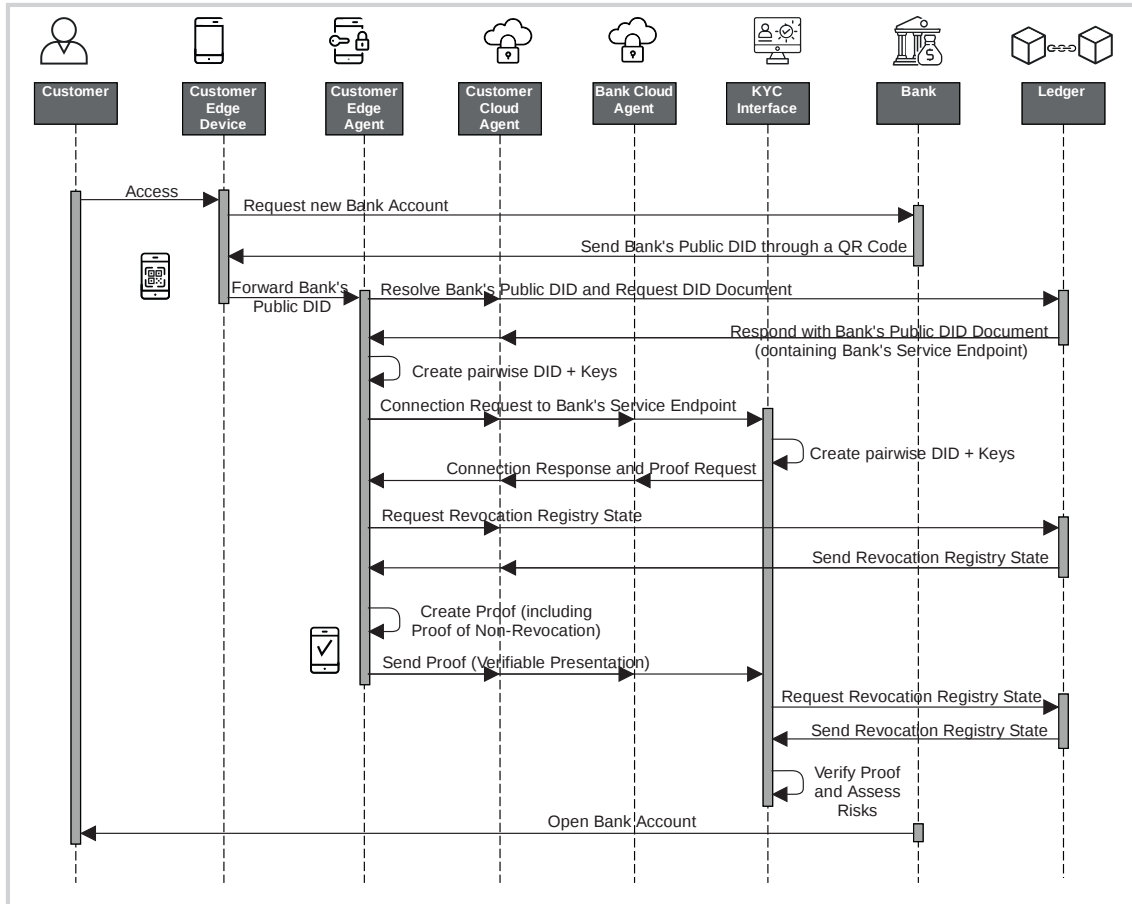 Customer
Customer
Edge
Device
Customer
Edge
Agent
Customer
Cloud
Agent
Bank Cloud
Agent
KYC
Interface
Bank
Ledger
Access
Request new Bank Account
Send Bank's Public DID through a QR Code
Forward Bank's
Public DID
Resolve Bank's Public DID and Request DID Document
Respond with Bank's Public DID Document
(containing Bank's Service Endpoint)
Create pairwise DID + Keys
Connection Request to Bank's Service Endpoint
Create pairwise DID + Keys
Connection Response and Proof Request
Request Revocation Registry State
Send Revocation Registry State
Create Proof (including
Proof of Non-Revocation)
Send Proof (Verifiable Presentation)
Request Revocation Registry State
Send Revocation Registry State
Verify Proof
and Assess
Risks
Open Bank Account